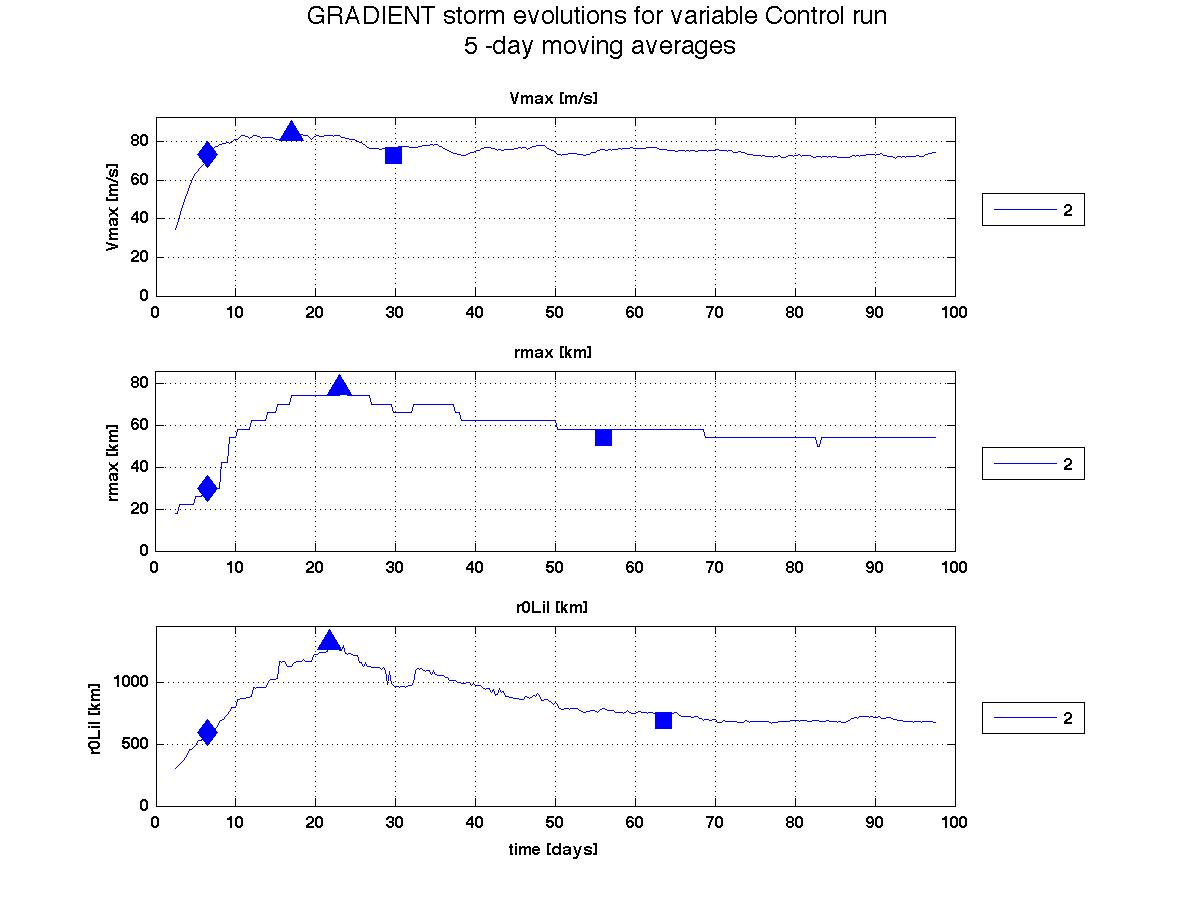 GRADIENT storm evolutions for variable Control run
5 -day moving averages
Vmax [m/s]
Vmax [m/s]
80
60
40
20
0
0 10 20 30 40 50 60 70 80 90 100
2
rmax [km]
rmax [km]
80
60
40
20
0
0 10 20 30 40 50 60 70 80 90 100
2
r0Lil [km]
r0Lil [km]
1000
500
0
0 10 20 30 40 50 60 70 80 90 100
2
time [days]